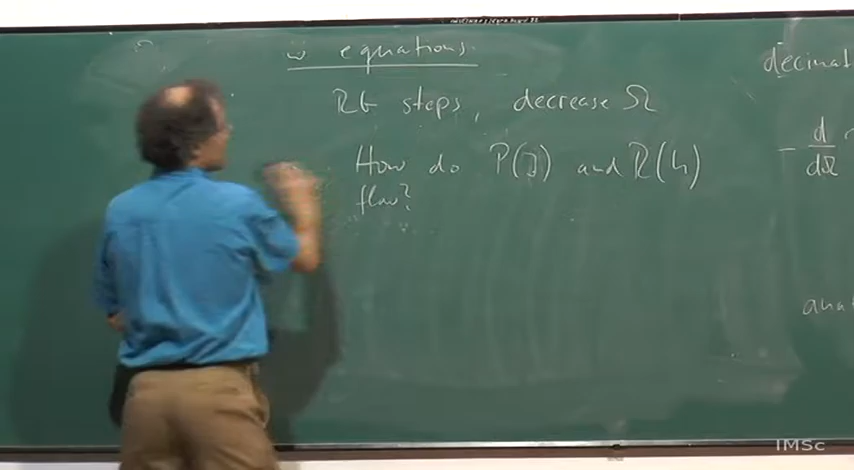 equations.
RG steps, decrease Ω
How do P(J) and R(h)
flow?
decimat
- d/dΩ
ana
IMSc